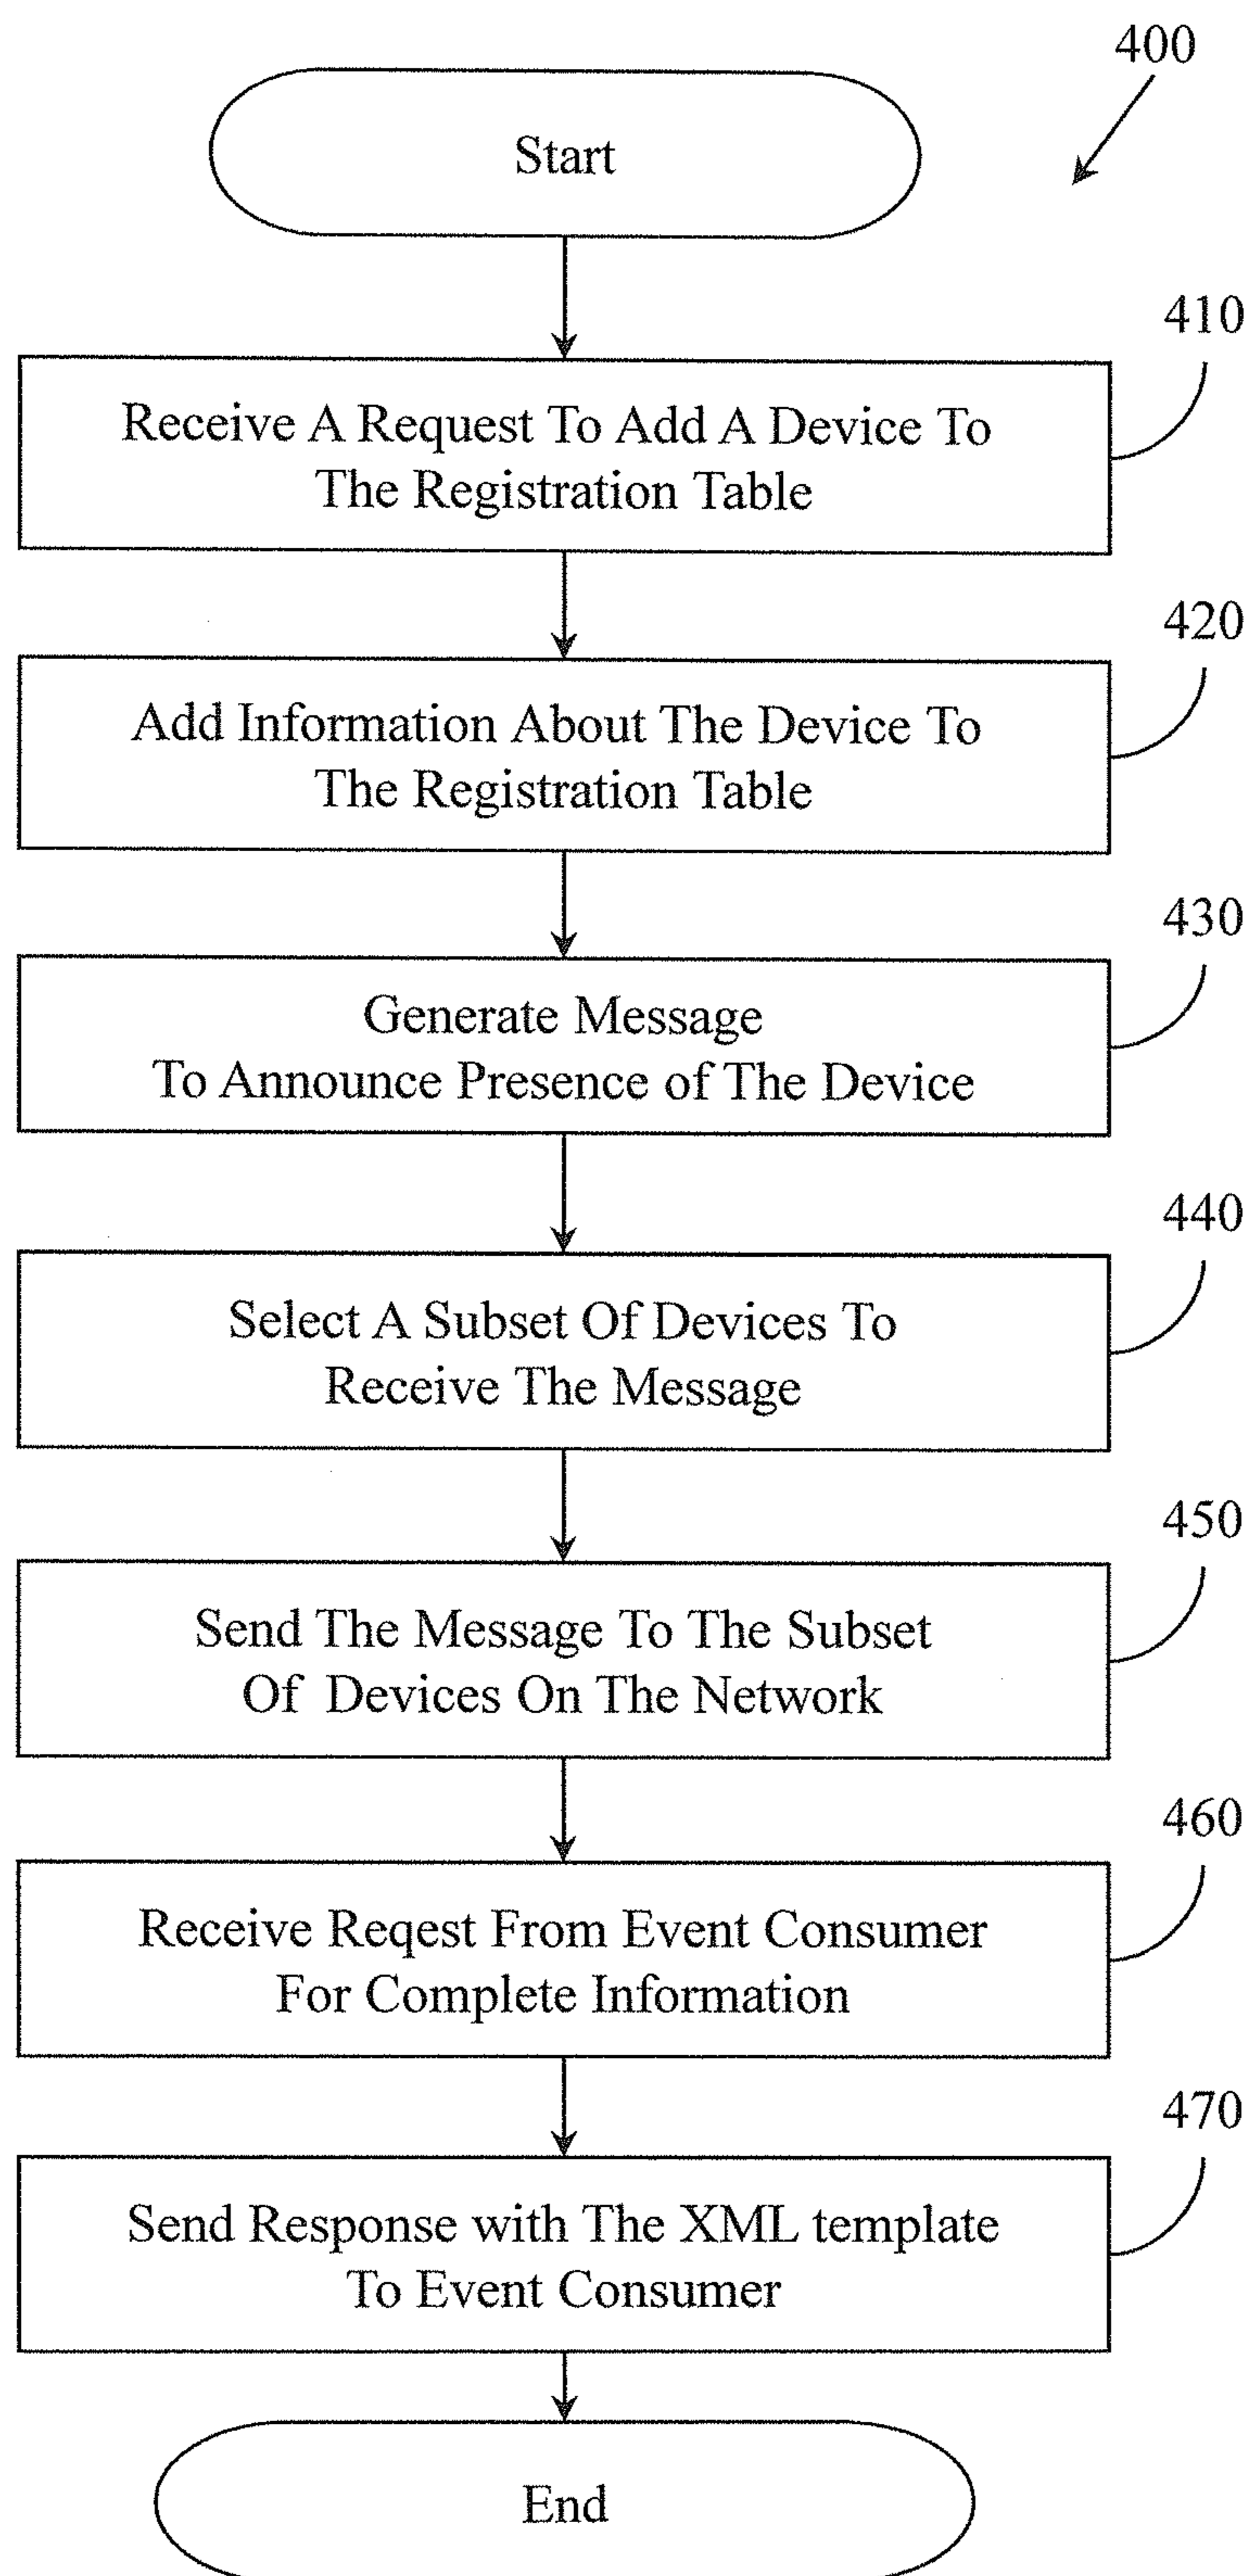 400
Start
410
Receive A Request To Add A Device To
The Registration Table
420
Add Information About The Device To
The Registration Table
430
Generate Message
To Announce Presence of The Device
440
Select A Subset Of Devices To
Receive The Message
450
Send The Message To The Subset
Of Devices On The Network
460
Receive Reqest From Event Consumer
For Complete Information
470
Send Response with The XML template
To Event Consumer
End